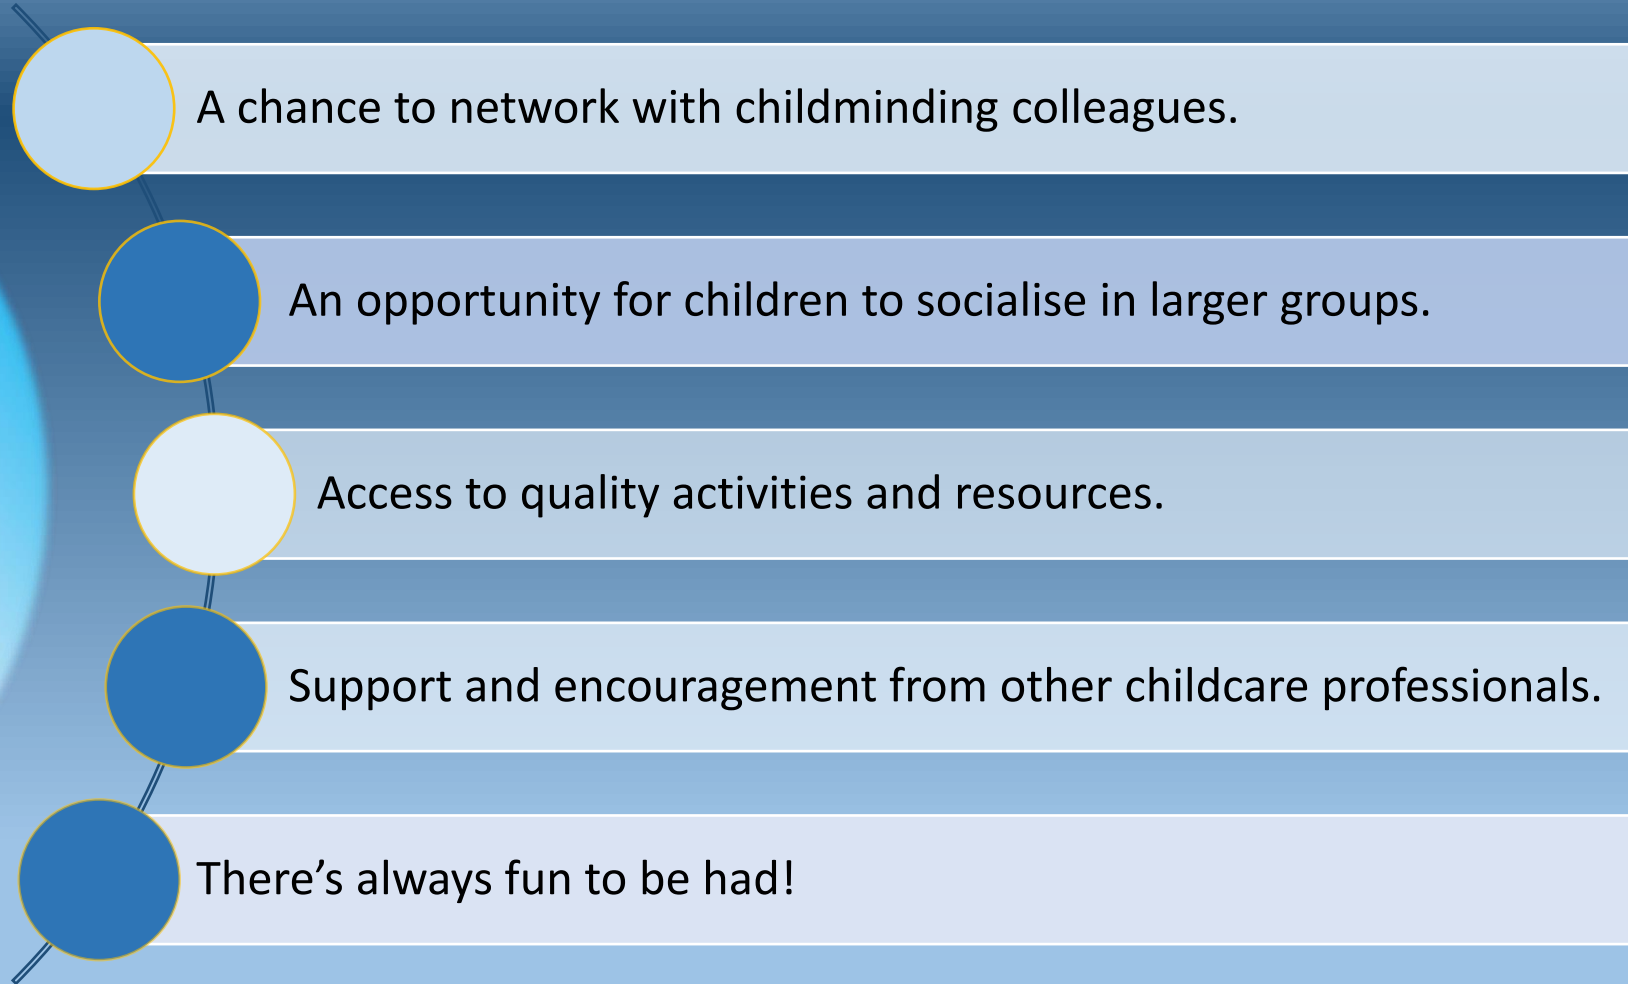 A chance to network with childminding colleagues.
An opportunity for children to socialise in larger groups.
Access to quality activities and resources.
Support and encouragement from other childcare professionals.
There’s always fun to be had!